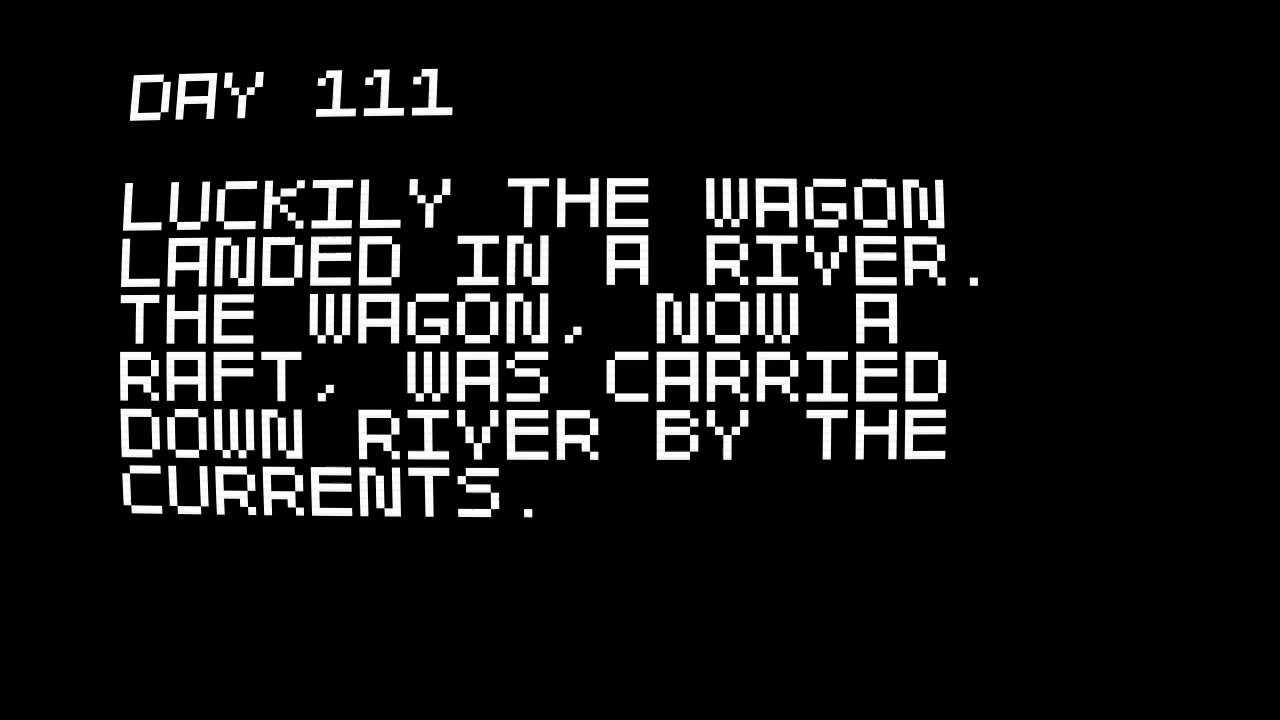 DAY 111
LUCKILY THE WAGON
LANDED IN A RIVER.
THE WAGON, NOW A
RAFT, WAS CARRIED
DOWN RIVER BY THE
CURRENTS.